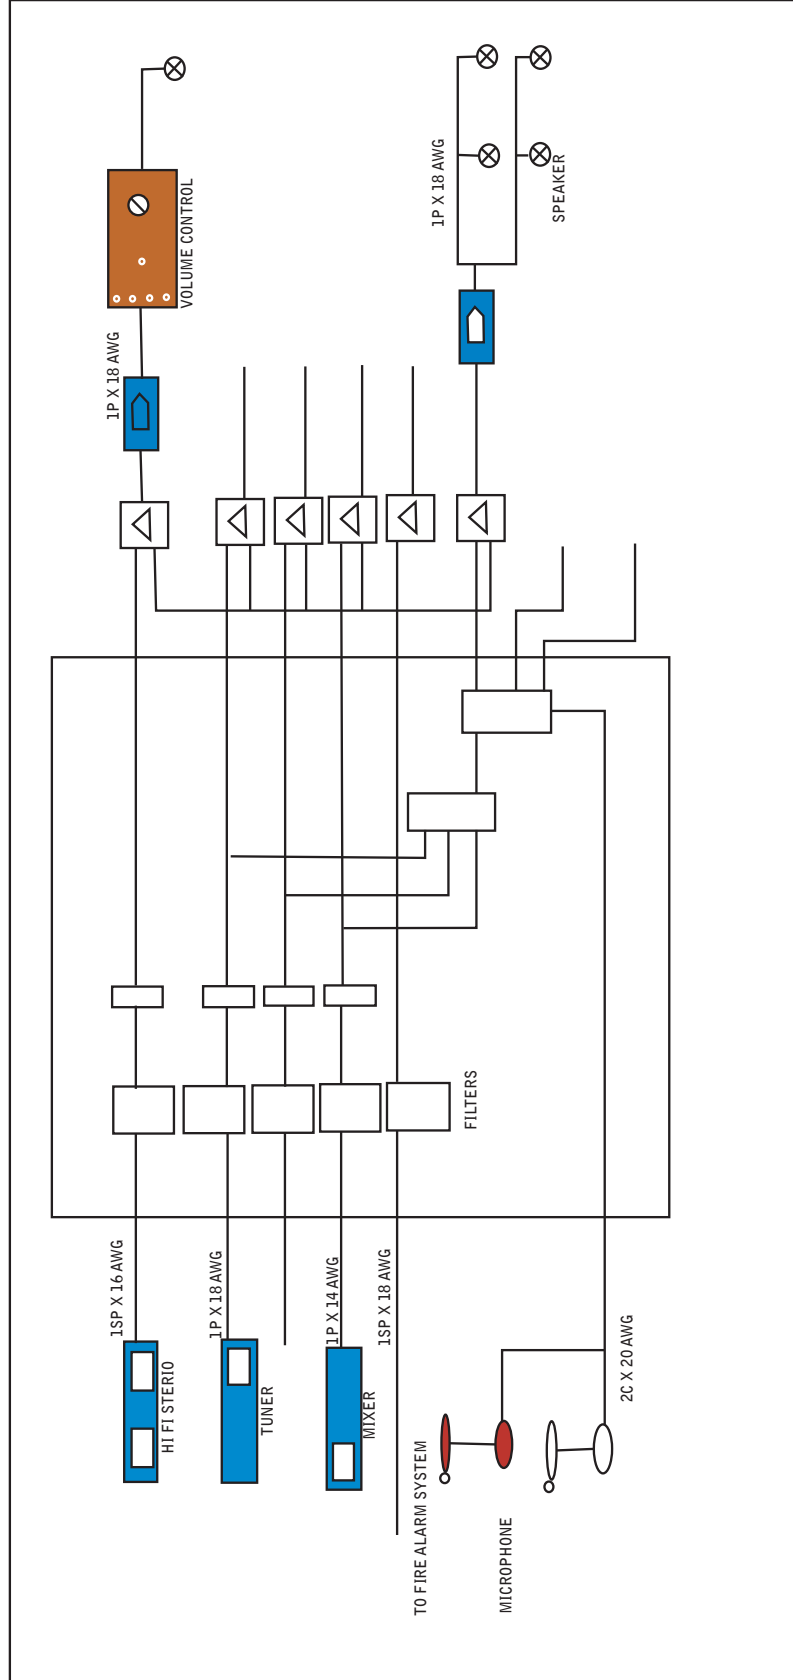 1P X 18 AWG
SPEAKER
VOLUME CONTROL
1P X 18 AWG
FILTERS
1SP X 16 AWG
1P X 18 AWG
1P X 14 AWG
1SP X 18 AWG
2C X 20 AWG
HI FI STERIO
TUNER
MIXER
TO FIRE ALARM SYSTEM
MICROPHONE